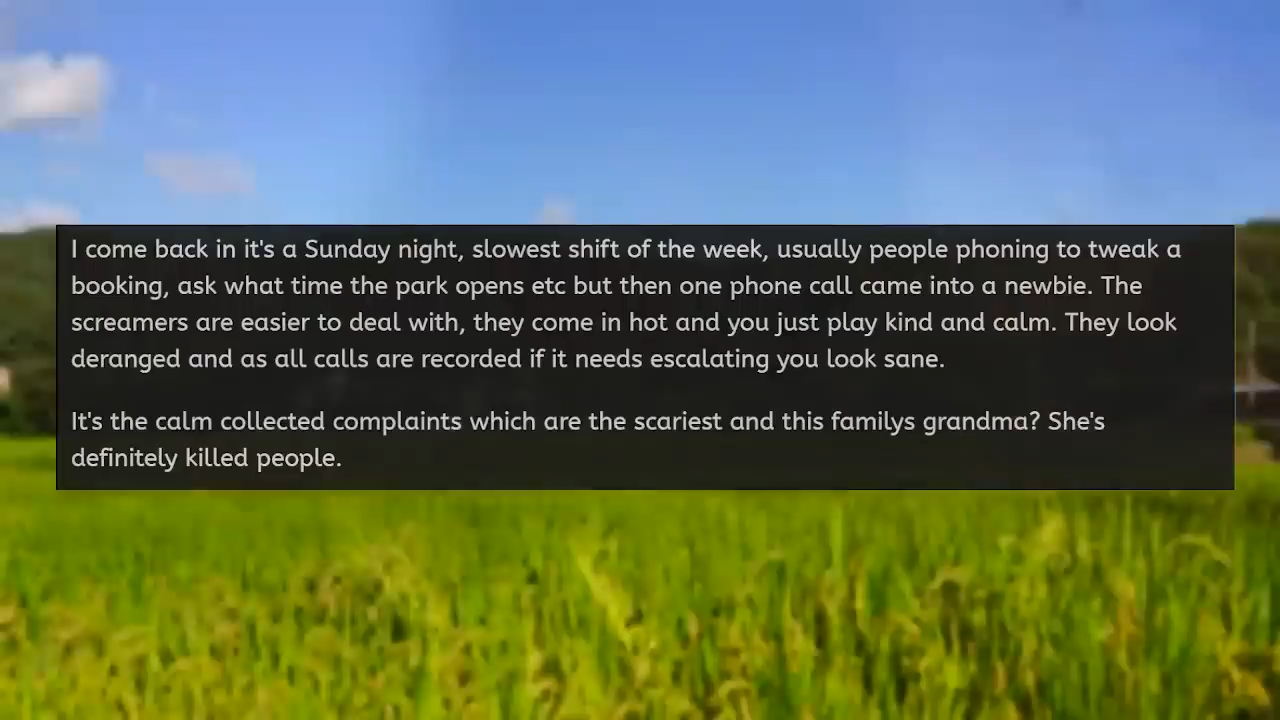 I come back in it's a Sunday night, slowest shift of the week, usually people phoning to tweak a
booking, ask what time the park opens etc but then one phone call came into a newbie. The
screamers are easier to deal with, they come in hot and you just play kind and calm. They look
deranged and as all calls are recorded if it needs escalating you look sane.
It's the calm collected complaints which are the scariest and this familys grandma? She's
definitely killed people.